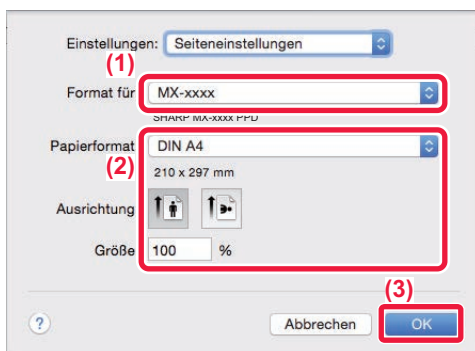 Einstellungen: Seiteneinstellungen
(1)
Format für MX-xxxx
SHARP MX-xxxx PPD
Papierformat DIN A4
(2)
210 x 297 mm
Ausrichtung
Größe 100 %
(3)
? Abbrechen OK